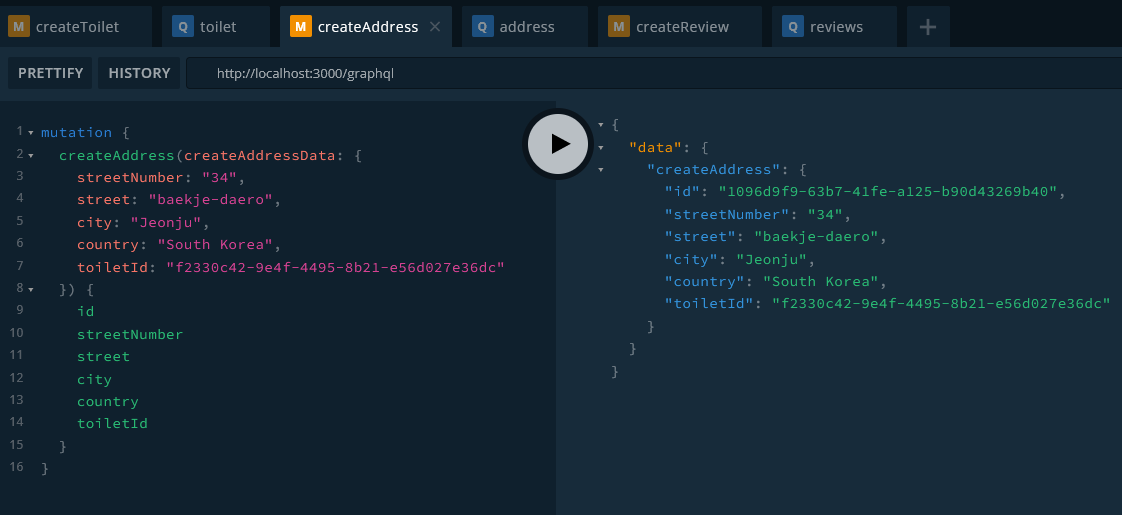 M createToilet Q toilet M createAddress × Q address M createReview Q reviews +
PRETTIFY HISTORY http://localhost:3000/graphql
1 mutation {
2 createAddress(createAddressData: {
3 streetNumber: "34",
4 street: "baekje-daero",
5 city: "Jeonju",
6 country: "South Korea",
7 toiletId: "f2330c42-9e4f-4495-8b21-e56d027e36dc"
8 }) {
9 id
10 streetNumber
11 street
12 city
13 country
14 toiletId
15 }
16 }
{
"data": {
"createAddress": {
"id": "1096d9f9-63b7-41fe-a125-b90d43269b40",
"streetNumber": "34",
"street": "baekje-daero",
"city": "Jeonju",
"country": "South Korea",
"toiletId": "f2330c42-9e4f-4495-8b21-e56d027e36dc"
}
}
}